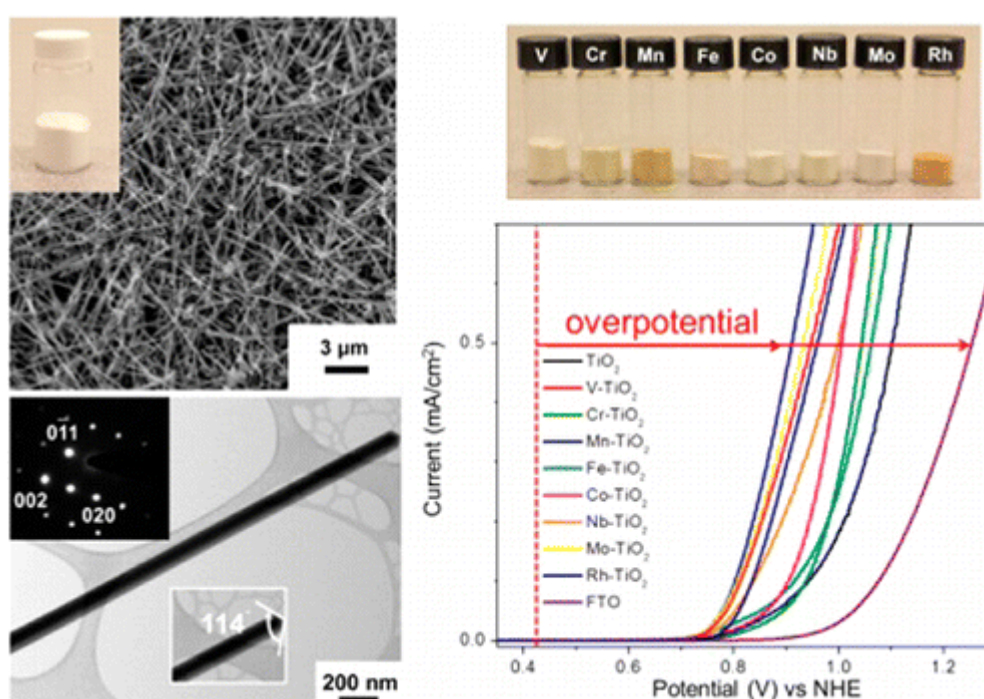 3 μm
011̄
002
020
114°
200 nm
V Cr Mn Fe Co Nb Mo Rh
overpotential
TiO₂
V-TiO₂
Cr-TiO₂
Mn-TiO₂
Fe-TiO₂
Co-TiO₂
Nb-TiO₂
Mo-TiO₂
Rh-TiO₂
FTO
Current (mA/cm²)
0.5
0.0
0.4 0.6 0.8 1.0 1.2
Potential (V) vs NHE